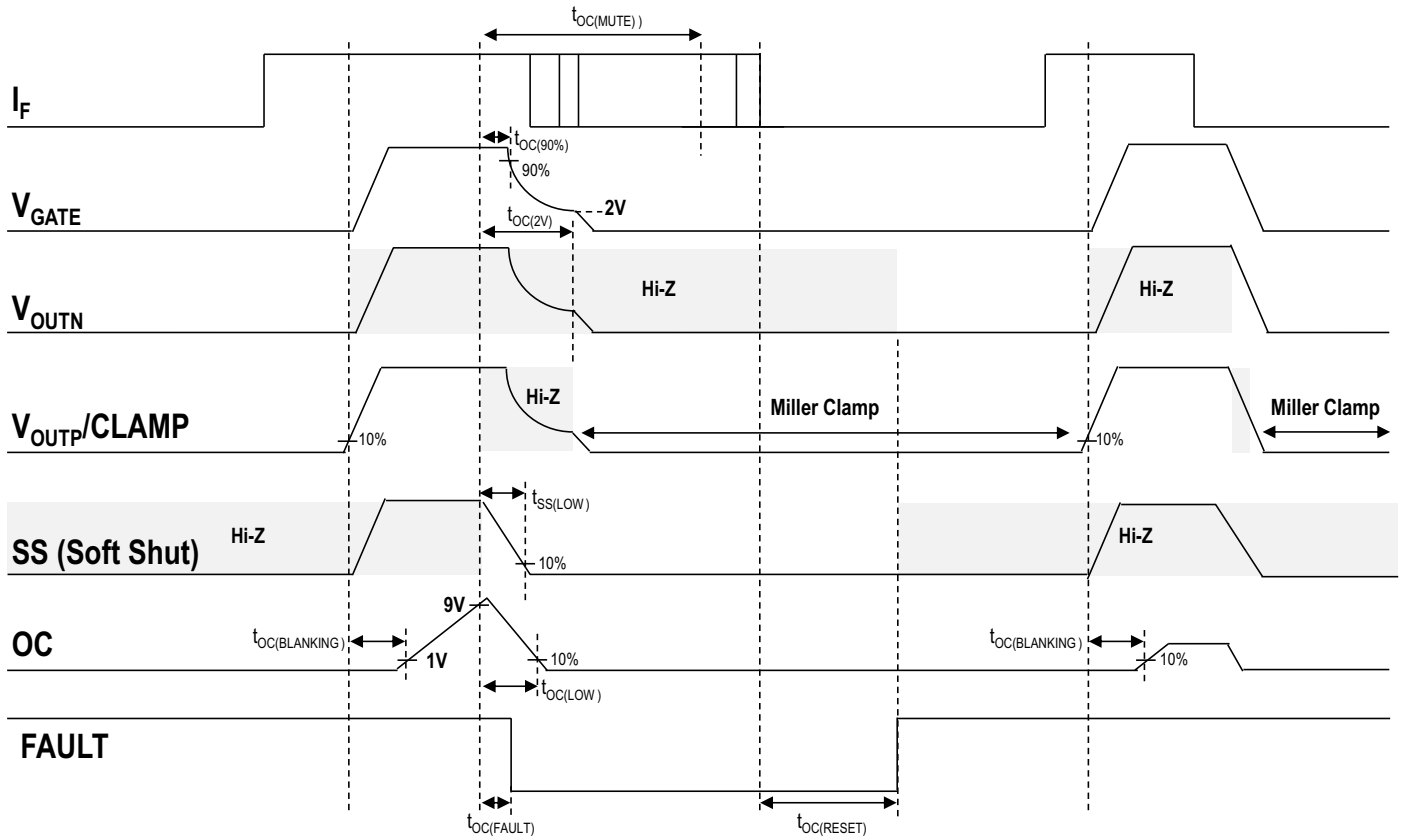 tOC(MUTE) )
IF
tOC(90%)
90%
VGATE
2V
tOC(2V)
Hi-Z
Hi-Z
VOUTN
Hi-Z
Miller Clamp
Miller Clamp
VOUTP/CLAMP
10%
10%
tSS(LOW )
Hi-Z
Hi-Z
SS (Soft Shut)
10%
9V
tOC(BLANKING )
tOC(BLANKING )
OC
1V
10%
10%
tOC(LOW )
FAULT
tOC(FAULT)
tOC(RESET)